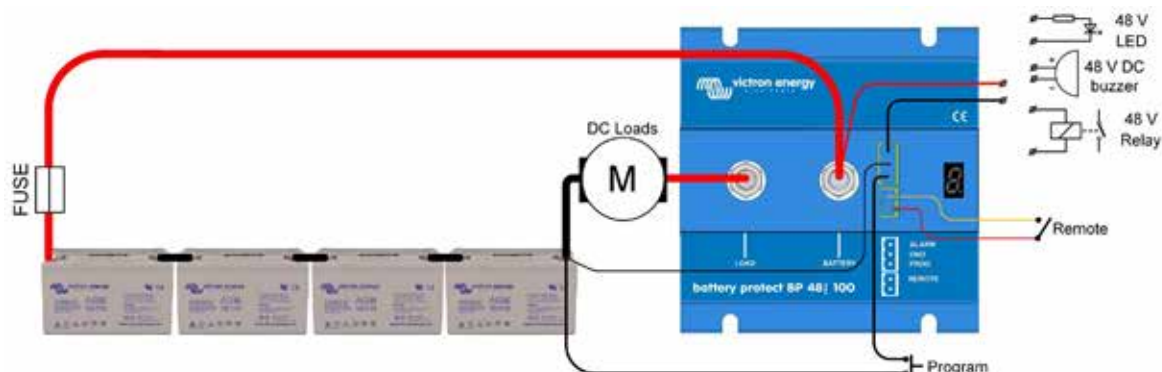 48 V
LED
48 V DC
buzzer
48 V
Relay
victron energy
CE
DC Loads
M
FUSE
+
-
Remote
ALARM
GND
PROG
REMOTE
LOAD
BATTERY
battery protect BP 48| 100
Program